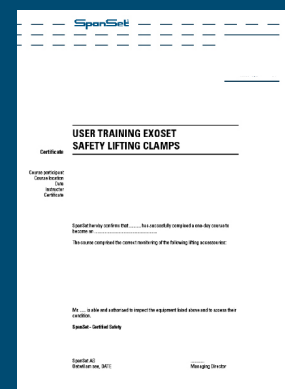 SpanSet
USER TRAINING EXOSET
SAFETY LIFTING CLAMPS
Certificate
Course participant
Course location
Date
Instructor
Certificate
SpanSet hereby confirms that .......... has successfully completed a one-day course to
become an ........................................
The course comprised the correct monitoring of the following lifting accessories:
Mr ..... is able and authorised to inspect the equipment listed above and to assess their
condition.
SpanSet - Certified Safety
SpanSet AB
DATE
Managing Director